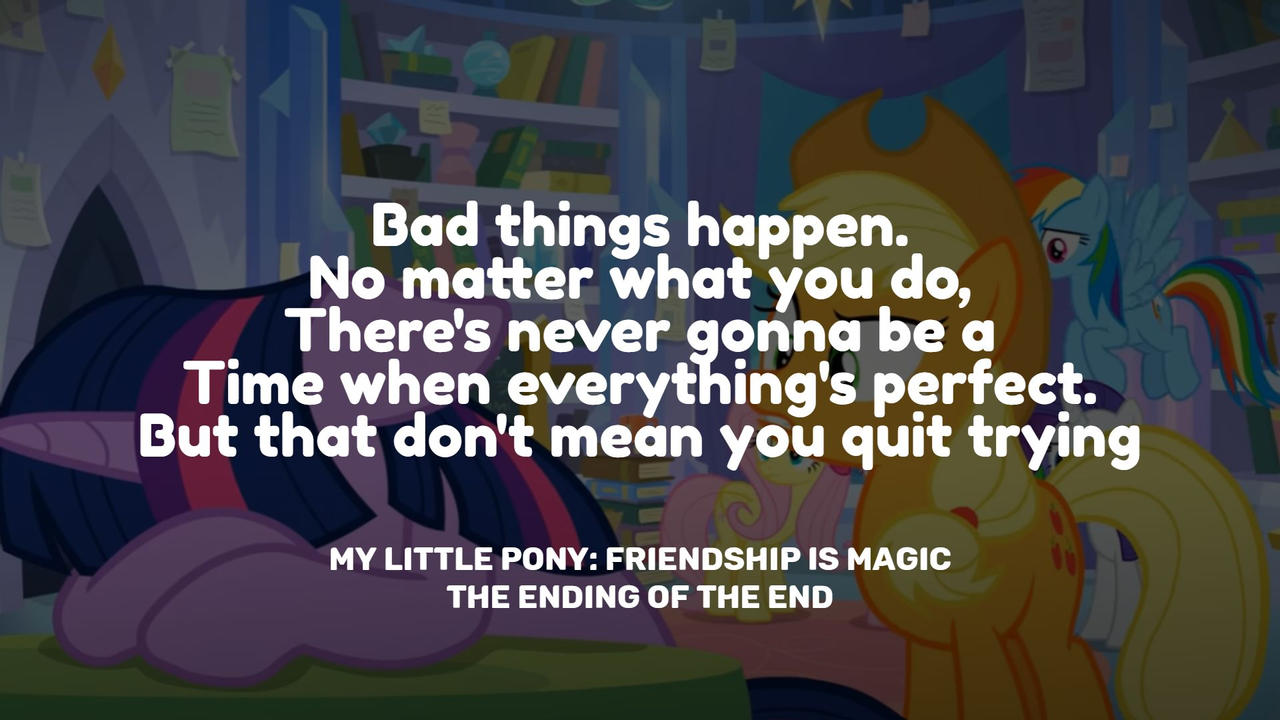 Bad things happen.
No matter what you do,
There's never gonna be a
Time when everything's perfect.
But that don't mean you quit trying
MY LITTLE PONY: FRIENDSHIP IS MAGIC
THE ENDING OF THE END